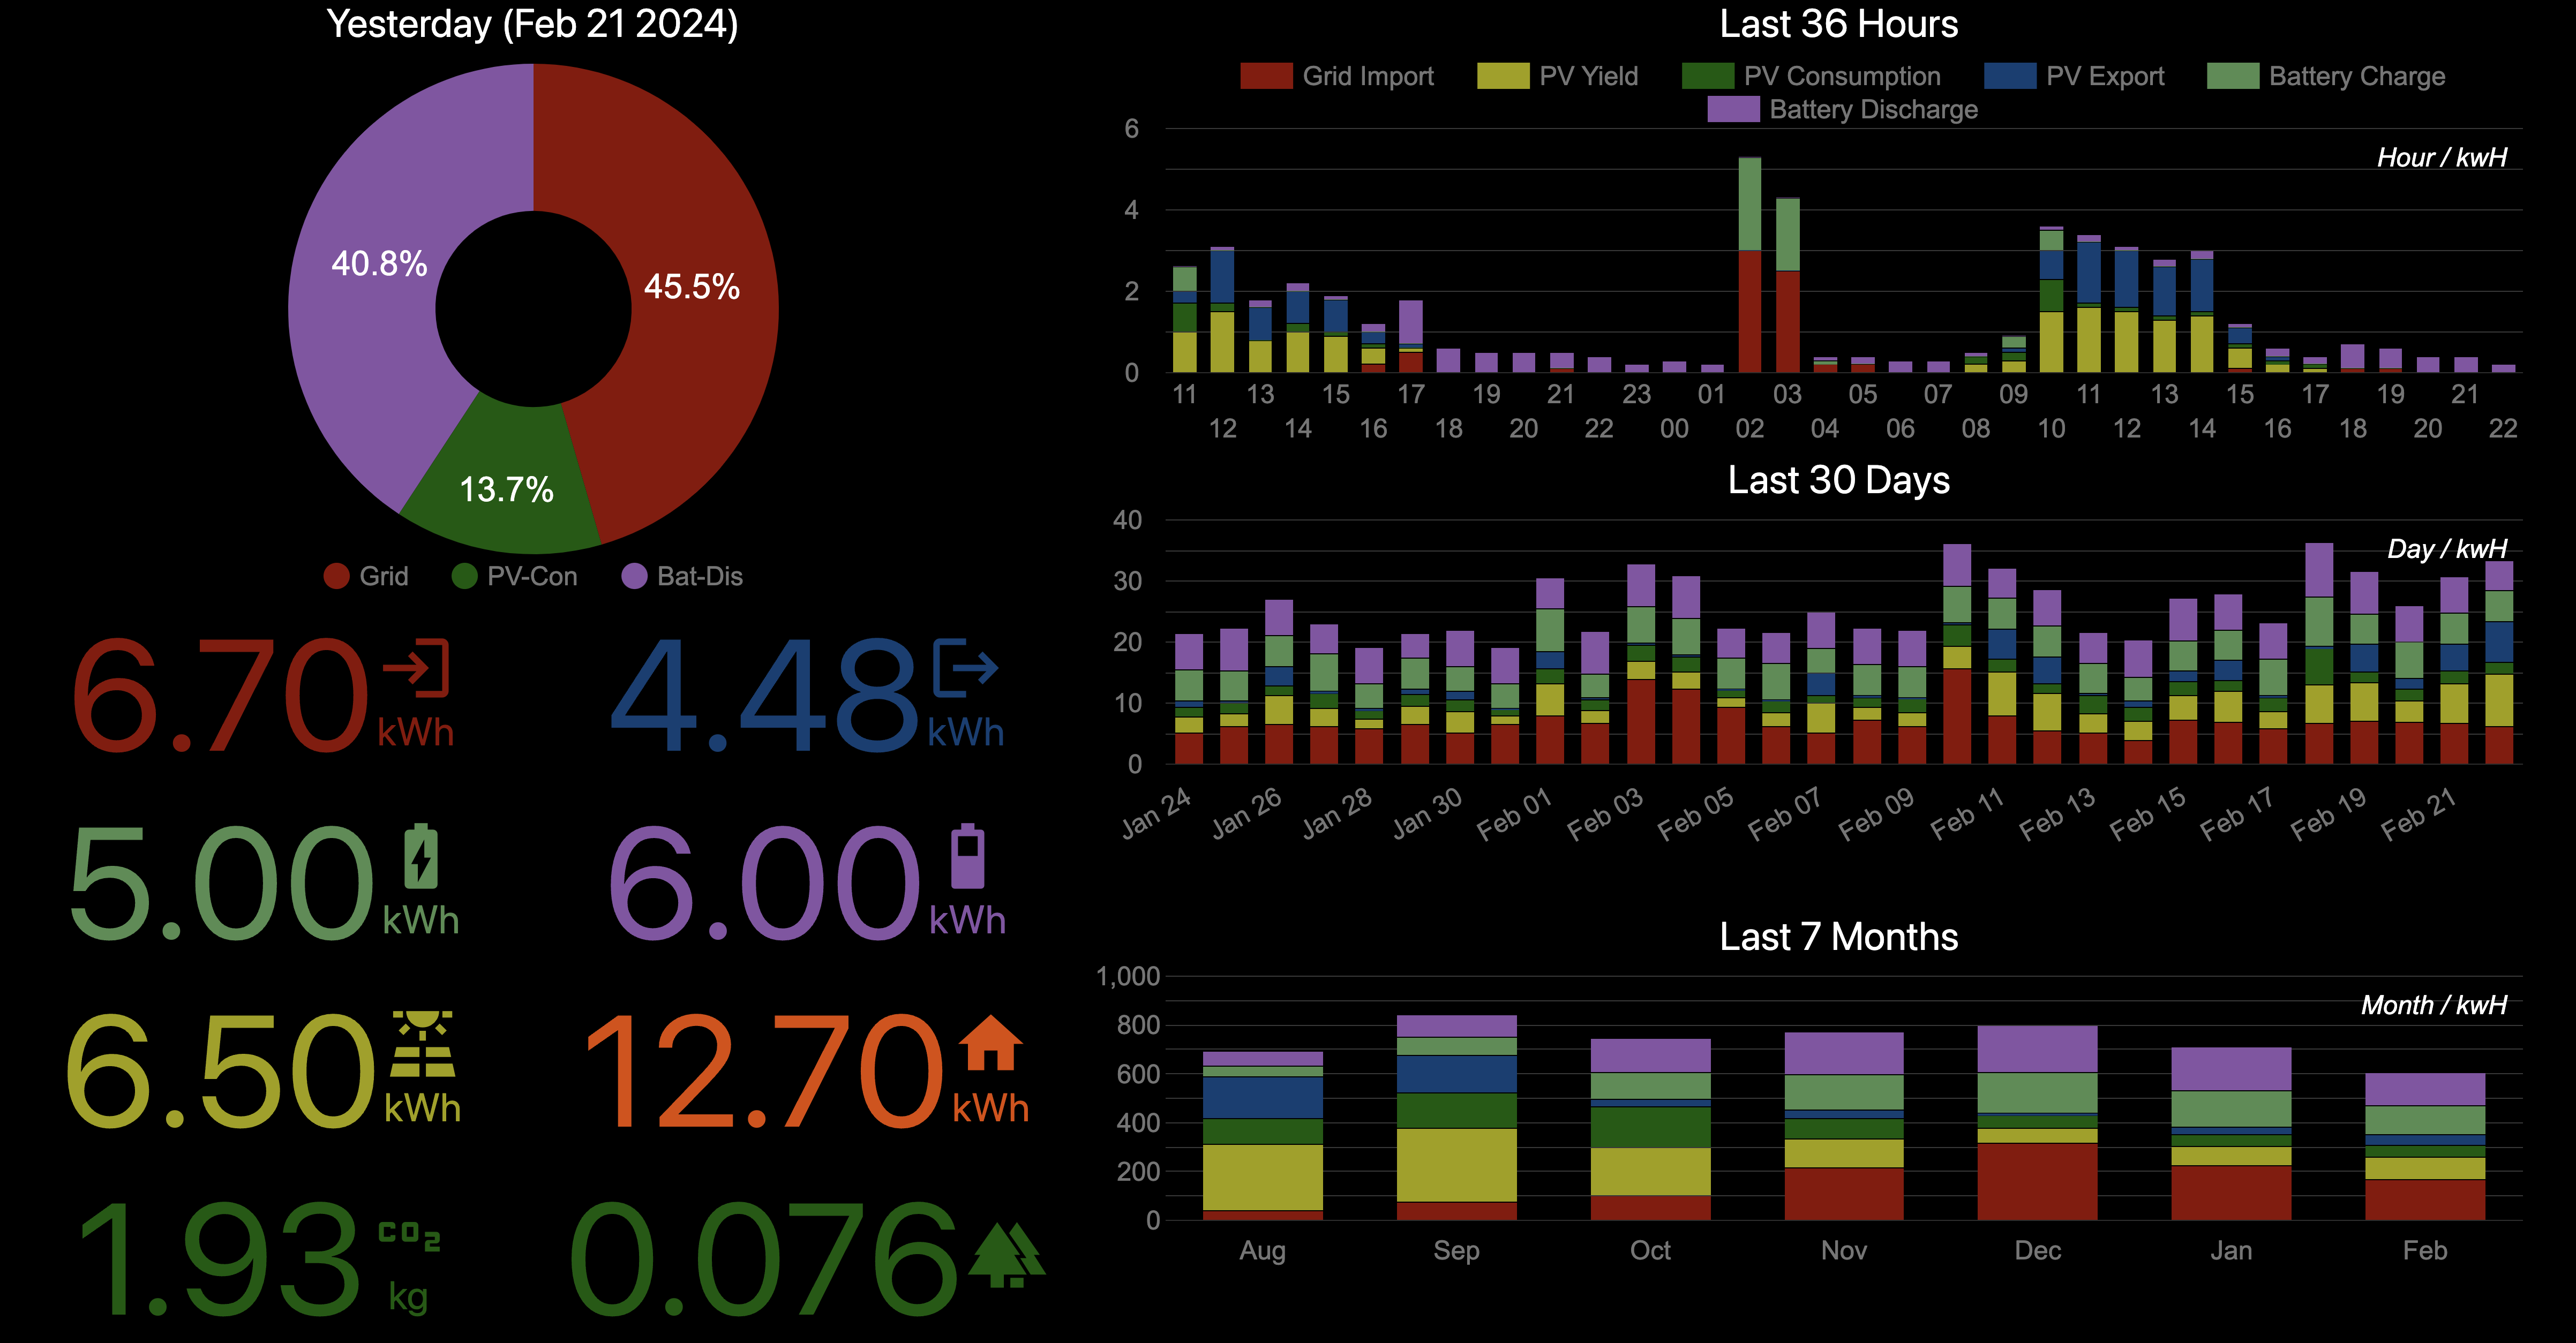 Yesterday (Feb 21 2024)
40.8%
45.5%
13.7%
Grid PV-Con Bat-Dis
6.70 kWh
4.48 kWh
5.00 kWh
6.00 kWh
6.50 kWh
12.70 kWh
1.93 CO2 kg
0.076
Last 36 Hours
Grid Import PV Yield PV Consumption PV Export Battery Charge
Battery Discharge
Hour / kwH
6
4
2
0
11 13 15 17 19 21 23 01 03 05 07 09 11 13 15 17 19 21
12 14 16 18 20 22 00 02 04 06 08 10 12 14 16 18 20 22
Last 30 Days
Day / kwH
40
30
20
10
0
Jan 24 Jan 26 Jan 28 Jan 30 Feb 01 Feb 03 Feb 05 Feb 07 Feb 09 Feb 11 Feb 13 Feb 15 Feb 17 Feb 19 Feb 21
Last 7 Months
Month / kwH
1,000
800
600
400
200
0
Aug Sep Oct Nov Dec Jan Feb